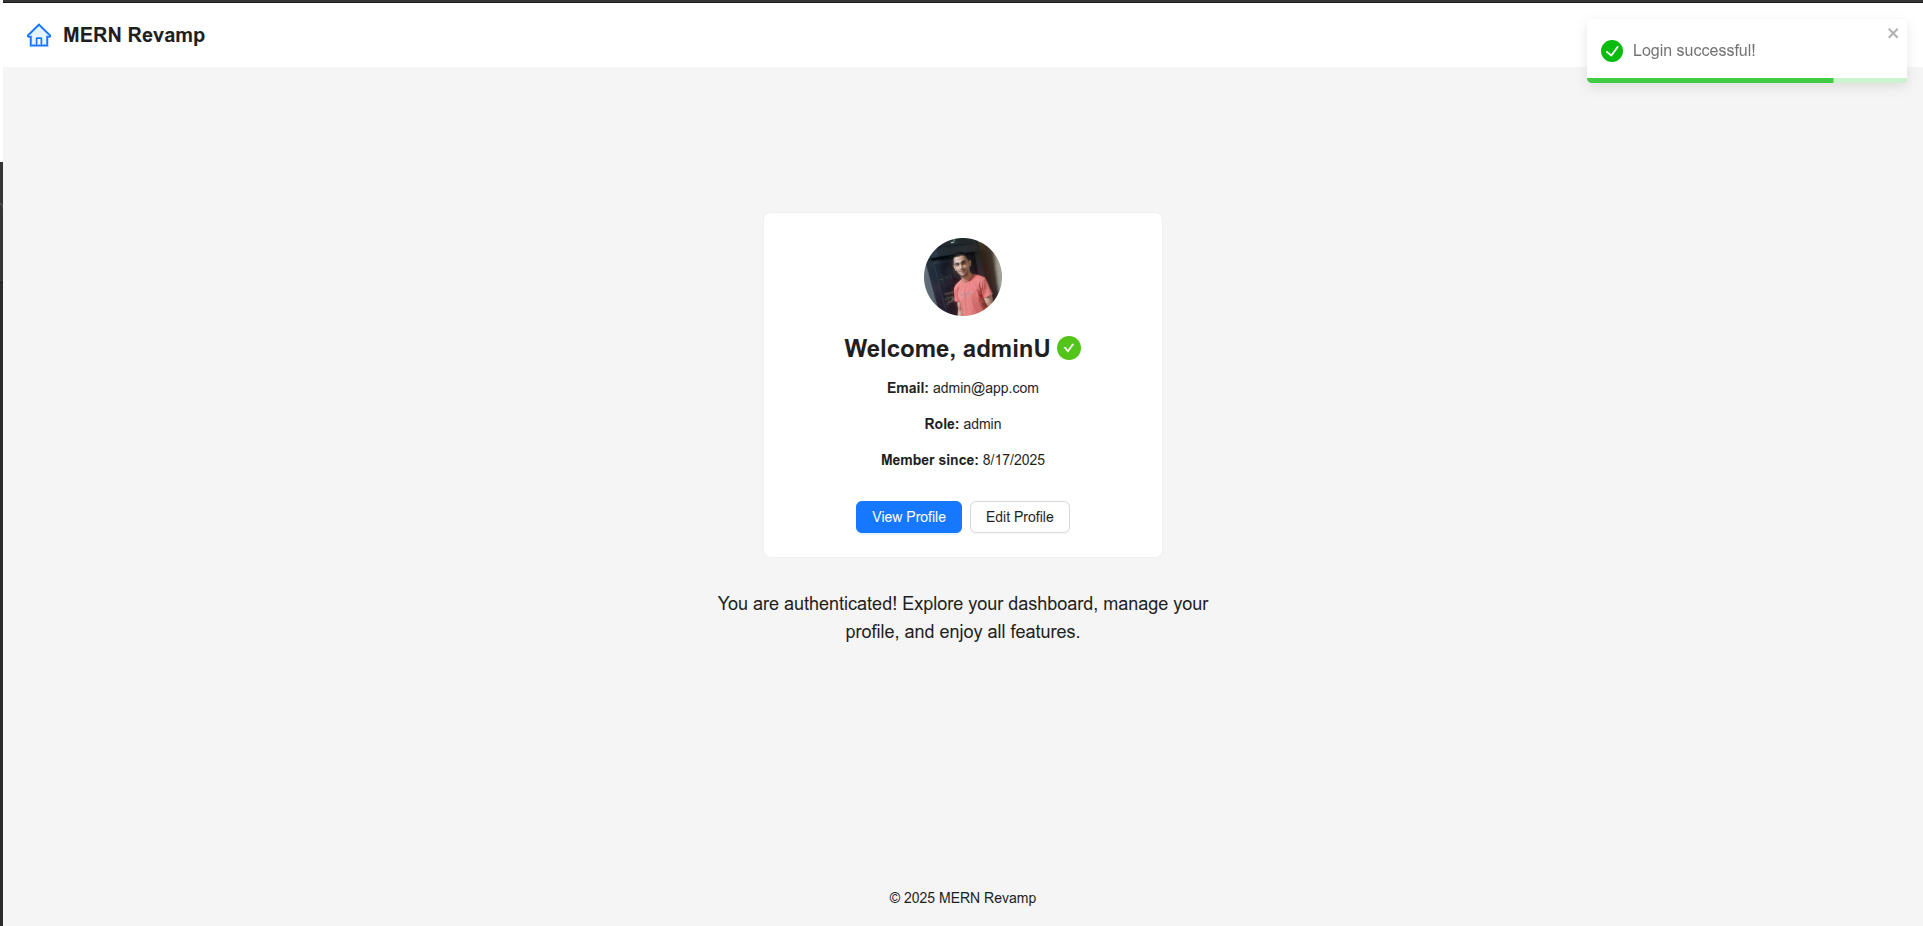 MERN Revamp
Login successful!
Welcome, adminU
Email: admin@app.com
Role: admin
Member since: 8/17/2025
View Profile
Edit Profile
You are authenticated! Explore your dashboard, manage your
profile, and enjoy all features.
© 2025 MERN Revamp